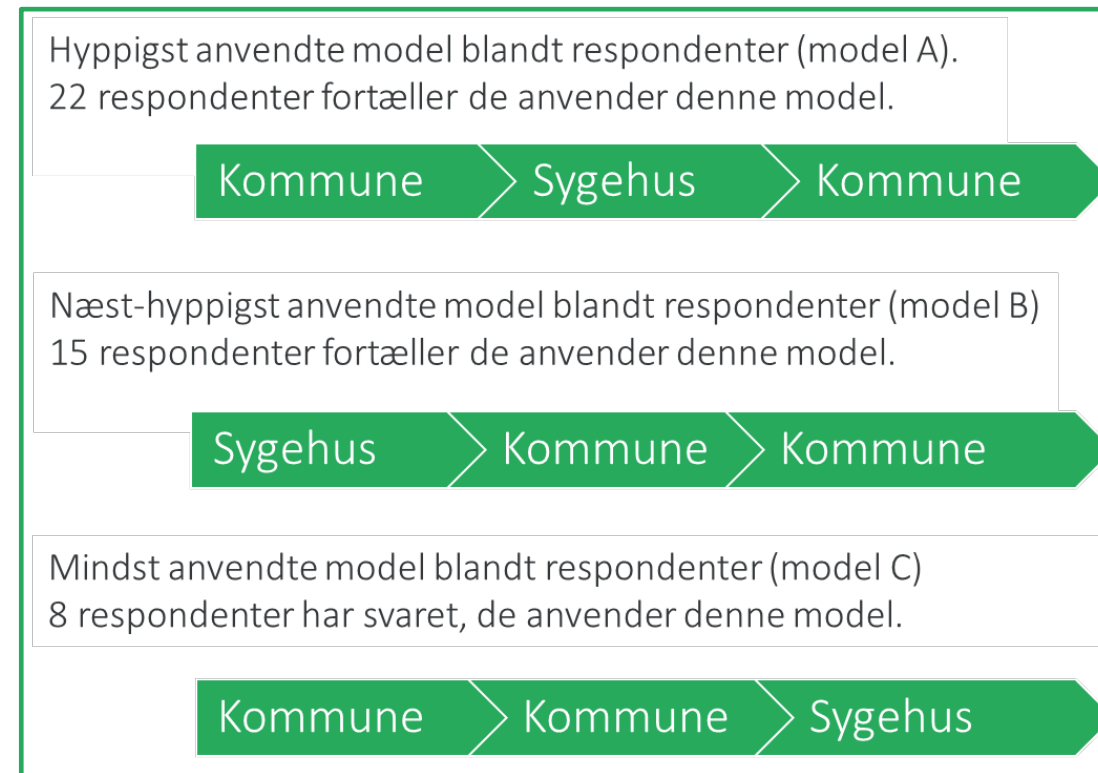 Hyppigst anvendte model blandt respondenter (model A).
22 respondenter fortæller de anvender denne model.
Kommune Sygehus Kommune
Næst-hyppigst anvendte model blandt respondenter (model B)
15 respondenter fortæller de anvender denne model.
Sygehus Kommune Kommune
Mindst anvendte model blandt respondenter (model C)
8 respondenter har svaret, de anvender denne model.
Kommune Kommune Sygehus